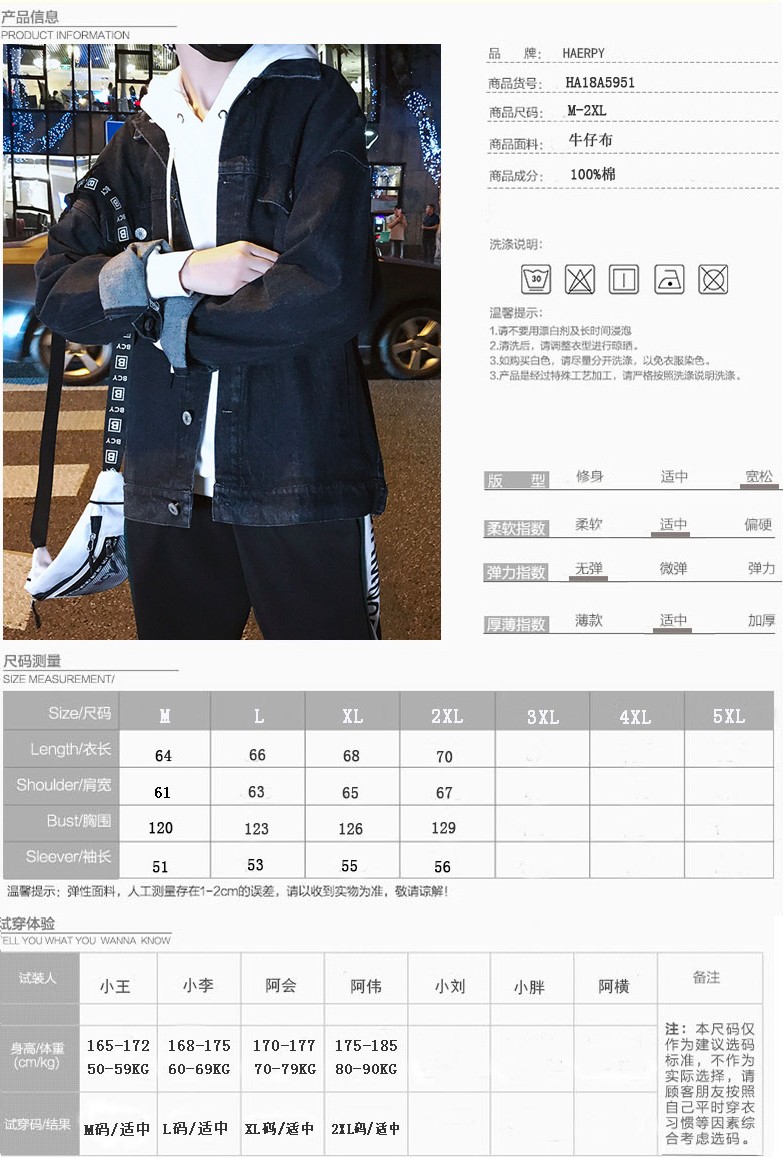 产品信息
PRODUCT INFORMATION
品 牌： HAERPY
商品货号： HA18A5951
商品尺码： M-2XL
商品面料： 牛仔布
商品成分： 100%棉
洗涤说明：
30
温馨提示：
1.请不要用漂白剂及长时间浸泡
2.清洗后，请调整衣型进行晾晒。
3.如购买白色，请尽量分开洗涤，以免衣服染色。
3.产品是经过特殊工艺加工，请严格按照洗涤说明洗涤。
版 型 修身 适中 宽松
柔软指数 柔软 适中 偏硬
弹力指数 无弹 微弹 弹力
厚薄指数 薄款 适中 加厚
B BCY B
BCY B BCY B BCY B BCY
尺码测量
SIZE MEASUREMENT/
Size/尺码 M L XL 2XL 3XL 4XL 5XL
Length/衣长 64 66 68 70
Shoulder/肩宽 61 63 65 67
Bust/胸围 120 123 126 129
Sleever/袖长 51 53 55 56
温馨提示：弹性面料，人工测量存在1-2cm的误差，请以收到实物为准，敬请谅解！
试穿体验
TELL YOU WHAT YOU WANNA KNOW
试装人 小王 小李 阿会 阿伟 小刘 小胖 阿横 备注
身高/体重 165-172 168-175 170-177 175-185
(cm/kg) 50-59KG 60-69KG 70-79KG 80-90KG
试穿码/结果 M码/适中 L码/适中 XL码/适中 2XL码/适中
注：本尺码仅
作为建议选码
标准，不作为
实际选择，请
顾客朋友按照
自己平时穿衣
习惯等因素综
合考虑选码。